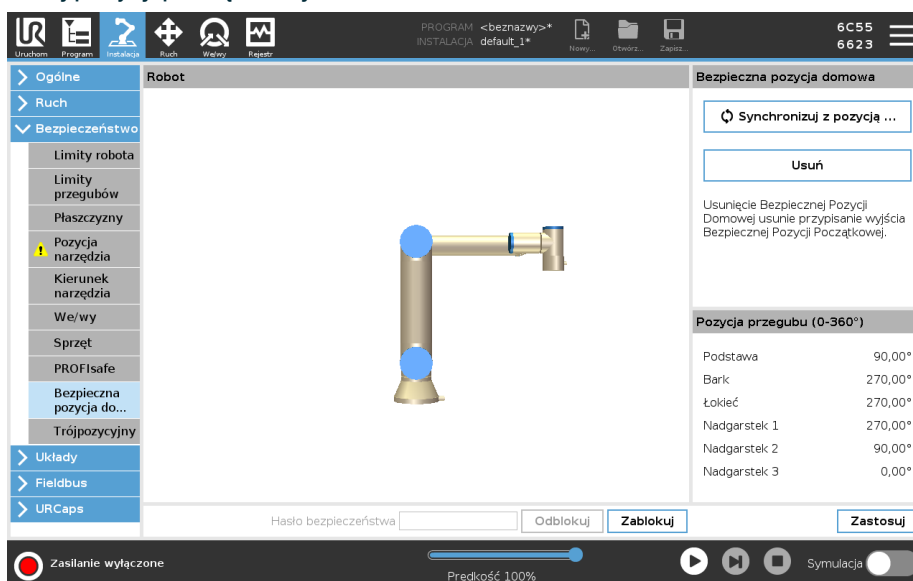 Uruchom
Program
Instalacja
Ruch
We/wy
Rejestr
PROGRAM <beznazwy>*
INSTALACJA default_1*
Nowy...
Otwórz...
Zapisz...
6C55
6623
Ogólne
Ruch
Bezpieczeństwo
Limity robota
Limity
przegubów
Płaszczyzny
Pozycja
narzędzia
Kierunek
narzędzia
We/wy
Sprzęt
PROFIsafe
Bezpieczna
pozycja do...
Trójpozycyjny
Układy
Fieldbus
URCaps
Robot
Bezpieczna pozycja domowa
Synchronizuj z pozycją ...
Usuń
Usunięcie Bezpiecznej Pozycji
Domowej usunie przypisanie wyjścia
Bezpiecznej Pozycji Początkowej.
Pozycja przegubu (0-360°)
Podstawa 90,00°
Bark 270,00°
Łokieć 270,00°
Nadgarstek 1 270,00°
Nadgarstek 2 90,00°
Nadgarstek 3 0,00°
Hasło bezpieczeństwa Odblokuj Zablokuj Zastosuj
Zasilanie wyłączone
Prędkość 100%
Symulacja